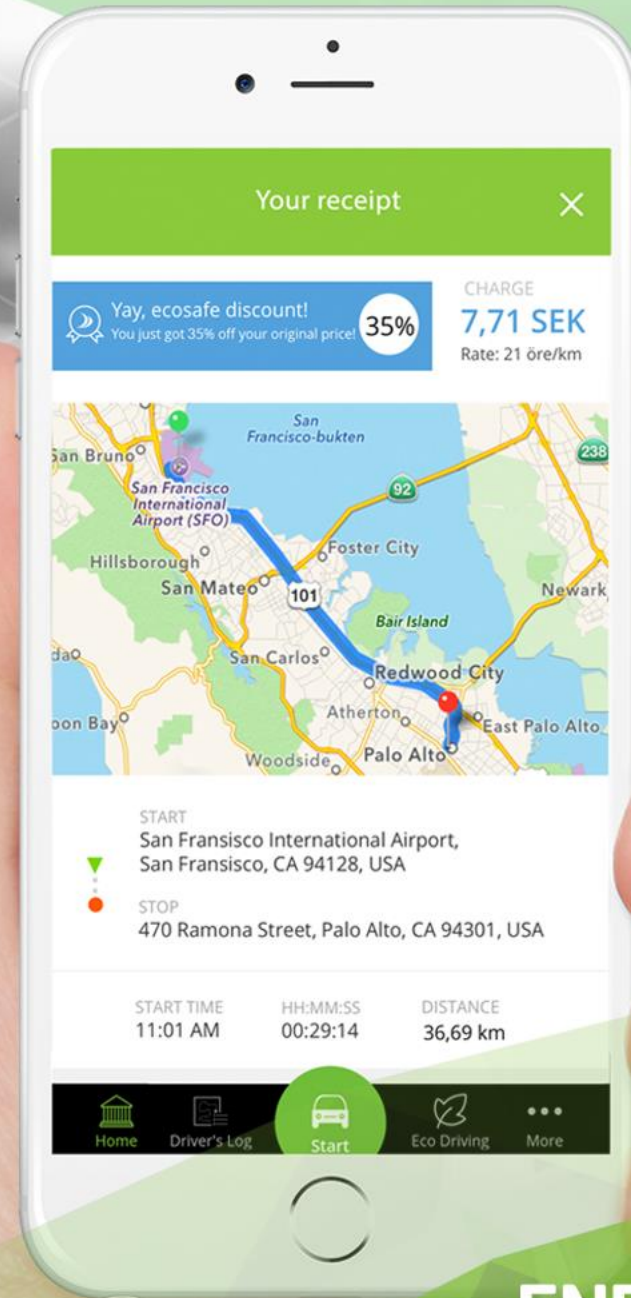 Your receipt
Yay, ecosafe discount!
You just got 35% off your original price!
35%
CHARGE
7,71 SEK
Rate: 21 öre/km
San
Francisco-bukten
San Bruno
238
San Francisco
International
Airport (SFO)
92
Foster City
Hillsborough
San Mateo
101
Newark
Bair Island
San Carlos
Redwood City
Atherton
East Palo Alto
oon Bay
Palo Alto
Woodside
START
San Fransisco International Airport,
San Fransisco, CA 94128, USA
STOP
470 Ramona Street, Palo Alto, CA 94301, USA
START TIME
HH:MM:SS
DISTANCE
11:01 AM
00:29:14
36,69 km
Home
Driver's Log
Start
Eco Driving
More